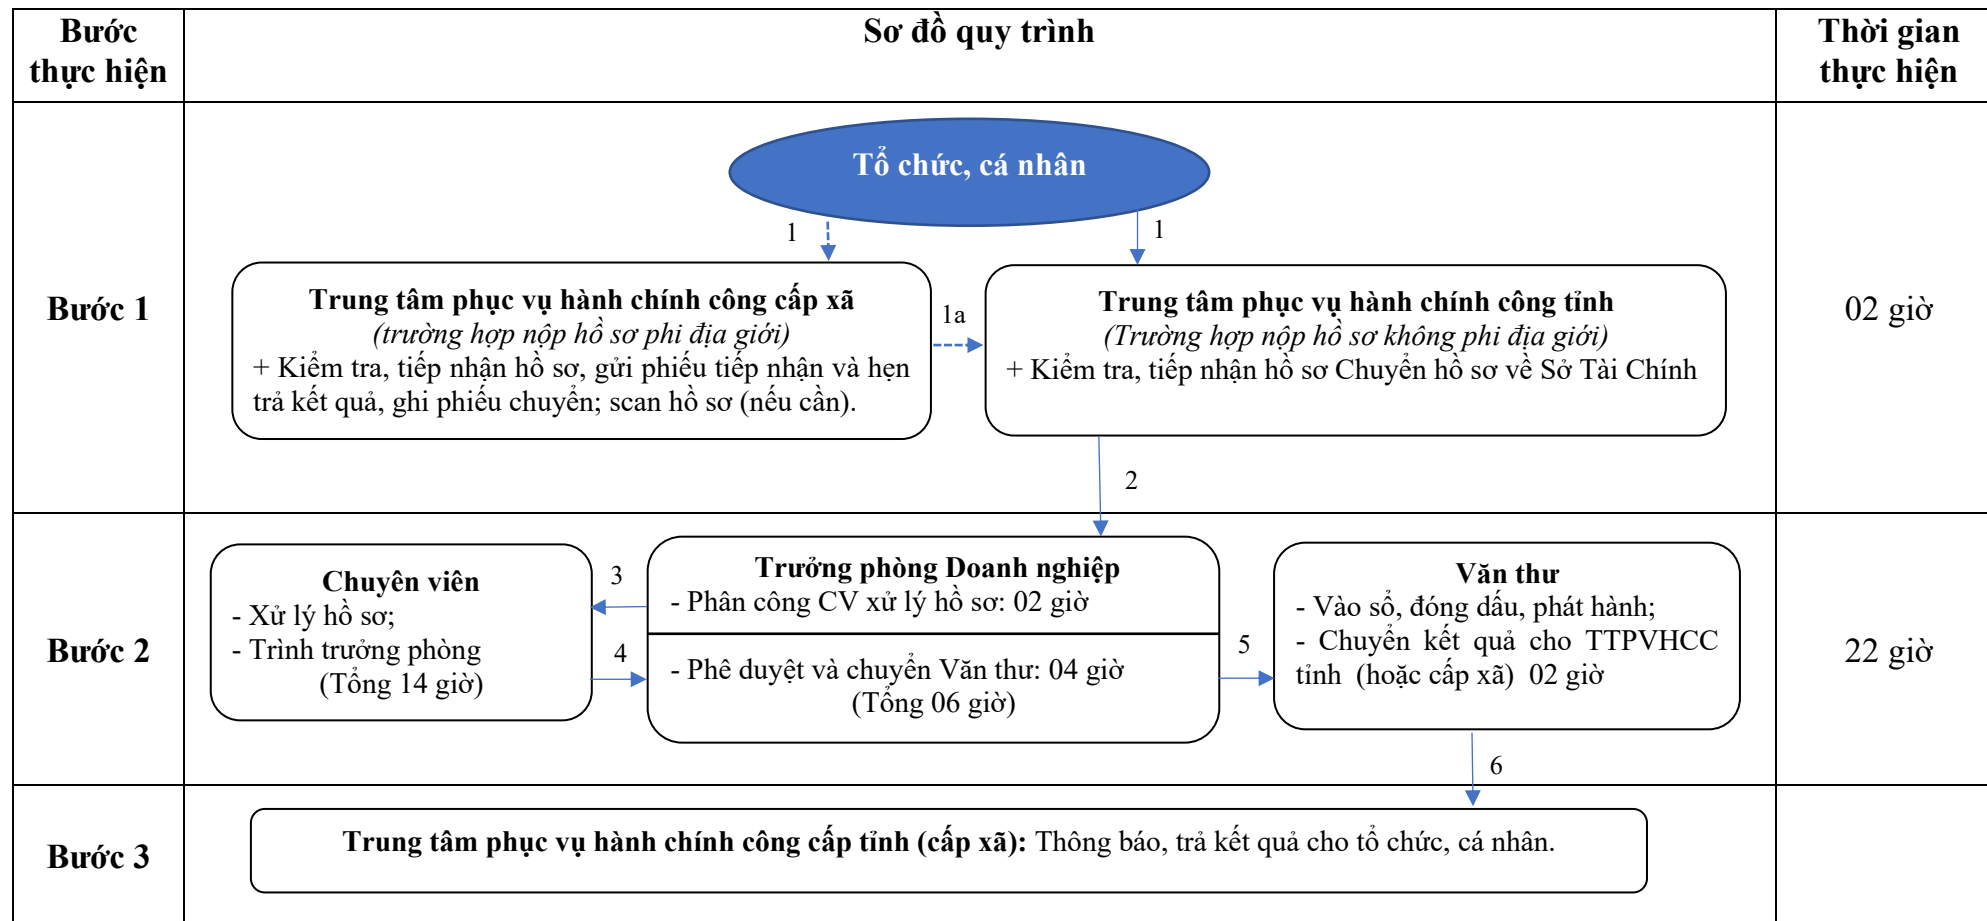 Bước
thực hiện
Sơ đồ quy trình
Thời gian
thực hiện
Bước 1
Tổ chức, cá nhân
1
1
Trung tâm phục vụ hành chính công cấp xã
(trường hợp nộp hồ sơ phi địa giới)
+ Kiểm tra, tiếp nhận hồ sơ, gửi phiếu tiếp nhận và hẹn
trả kết quả, ghi phiếu chuyển; scan hồ sơ (nếu cần).
1a
Trung tâm phục vụ hành chính công tỉnh
(Trường hợp nộp hồ sơ không phi địa giới)
+ Kiểm tra, tiếp nhận hồ sơ Chuyển hồ sơ về Sở Tài Chính
02 giờ
2
Bước 2
Chuyên viên
- Xử lý hồ sơ;
- Trình trưởng phòng
(Tổng 14 giờ)
3
4
Trưởng phòng Doanh nghiệp
- Phân công CV xử lý hồ sơ: 02 giờ
- Phê duyệt và chuyển Văn thư: 04 giờ
(Tổng 06 giờ)
5
Văn thư
- Vào sổ, đóng dấu, phát hành;
- Chuyển kết quả cho TTPVHCC
tỉnh (hoặc cấp xã) 02 giờ
22 giờ
6
Bước 3
Trung tâm phục vụ hành chính công cấp tỉnh (cấp xã): Thông báo, trả kết quả cho tổ chức, cá nhân.